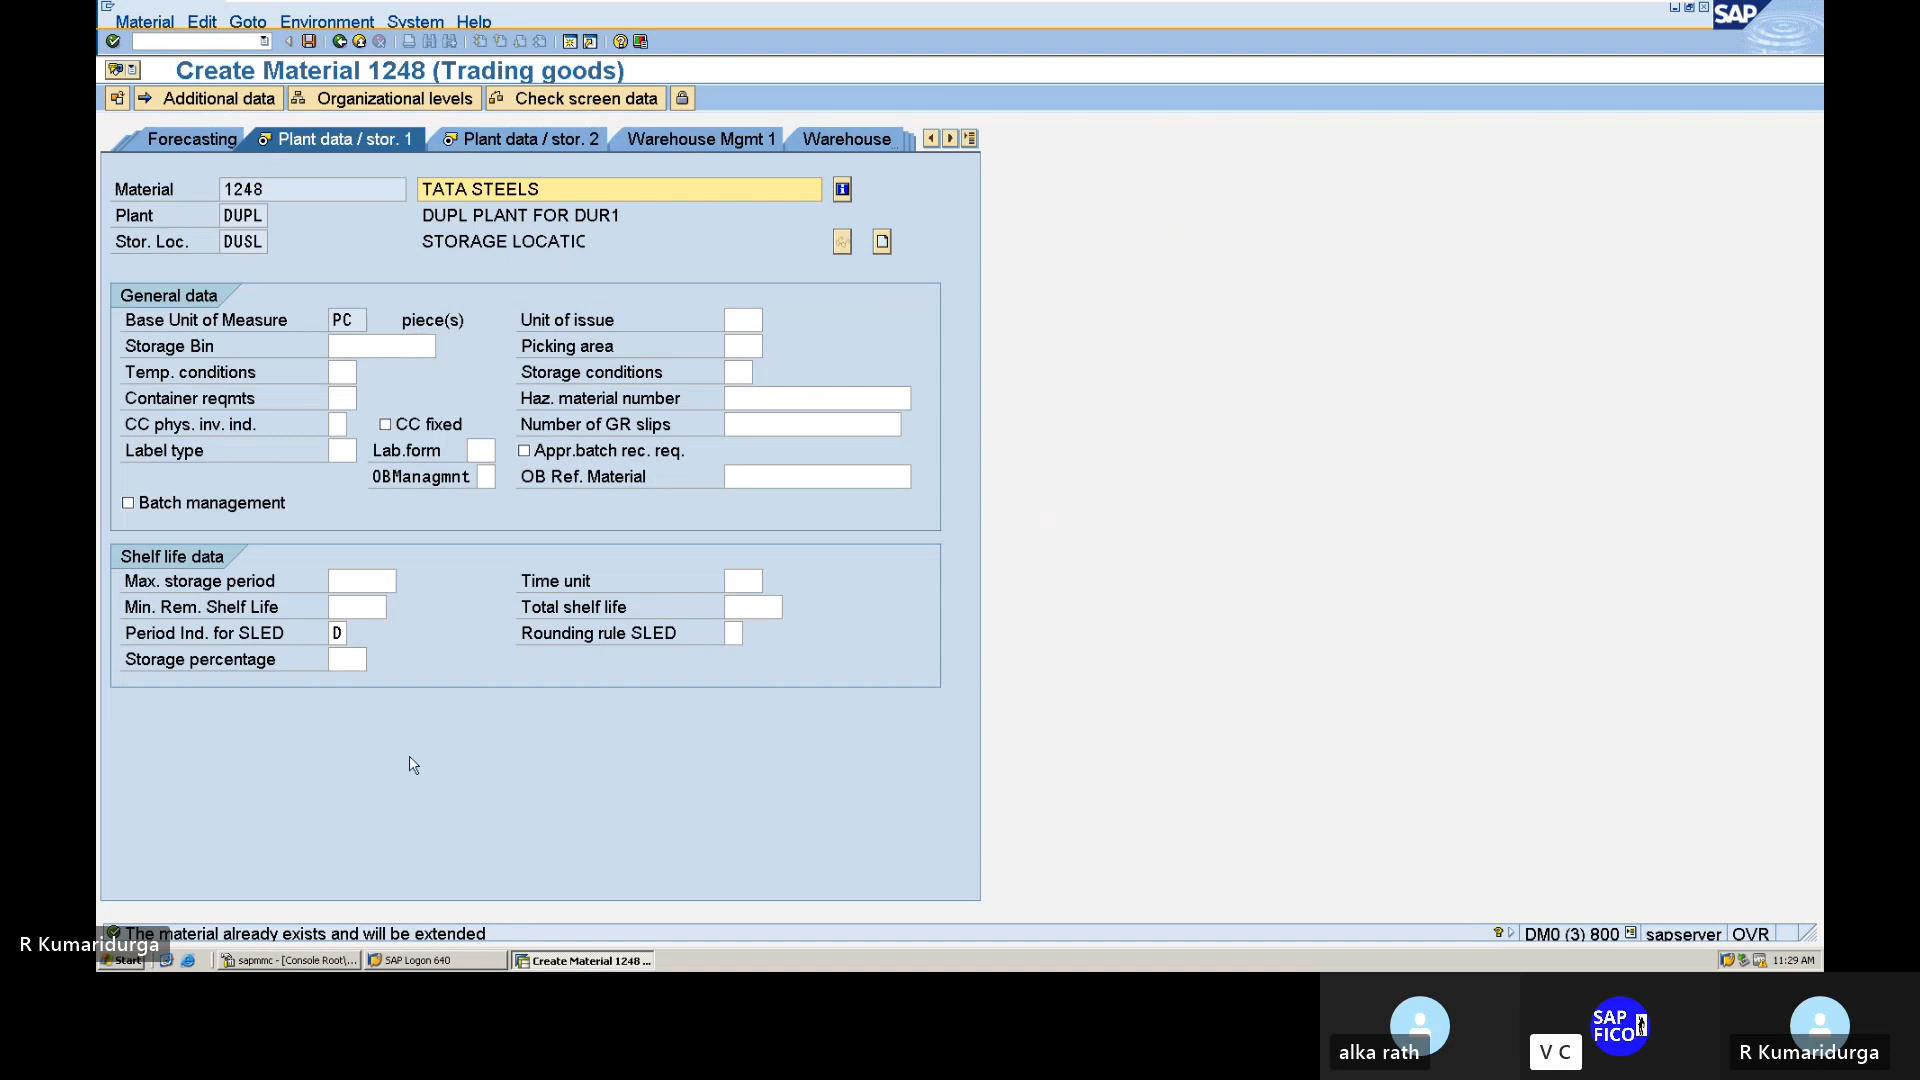 Material Edit Goto Environment System Help
SAP
Create Material 1248 (Trading goods)
Additional data Organizational levels Check screen data
Forecasting Plant data / stor. 1 Plant data / stor. 2 Warehouse Mgmt 1 Warehouse
Material 1248 TATA STEELS
Plant DUPL DUPL PLANT FOR DUR1
Stor. Loc. DUSL STORAGE LOCATIC
General data
Base Unit of Measure PC piece(s) Unit of issue
Storage Bin Picking area
Temp. conditions Storage conditions
Container reqmts Haz. material number
CC phys. inv. ind. CC fixed Number of GR slips
Label type Lab.form Appr.batch rec. req.
OBManagmnt OB Ref. Material
Batch management
Shelf life data
Max. storage period Time unit
Min. Rem. Shelf Life Total shelf life
Period Ind. for SLED D Rounding rule SLED
Storage percentage
The material already exists and will be extended DM0 (3) 800 sapserver OVR
R Kumaridurga
Start sapmmc - [Console Root\... SAP Logon 640 Create Material 1248 ... 11:29 AM
SAP
FICO
alka rath V C R Kumaridurga